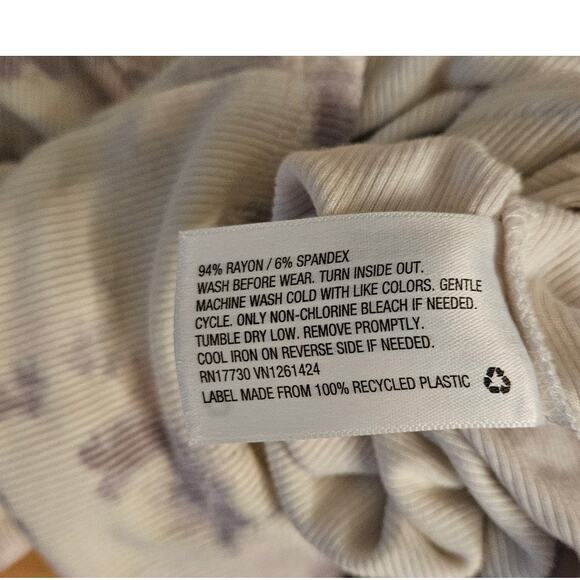 94% RAYON / 6% SPANDEX
WASH BEFORE WEAR. TURN INSIDE OUT.
MACHINE WASH COLD WITH LIKE COLORS. GENTLE
CYCLE. ONLY NON-CHLORINE BLEACH IF NEEDED.
TUMBLE DRY LOW. REMOVE PROMPTLY.
COOL IRON ON REVERSE SIDE IF NEEDED.
RN17730 VN1261424
LABEL MADE FROM 100% RECYCLED PLASTIC